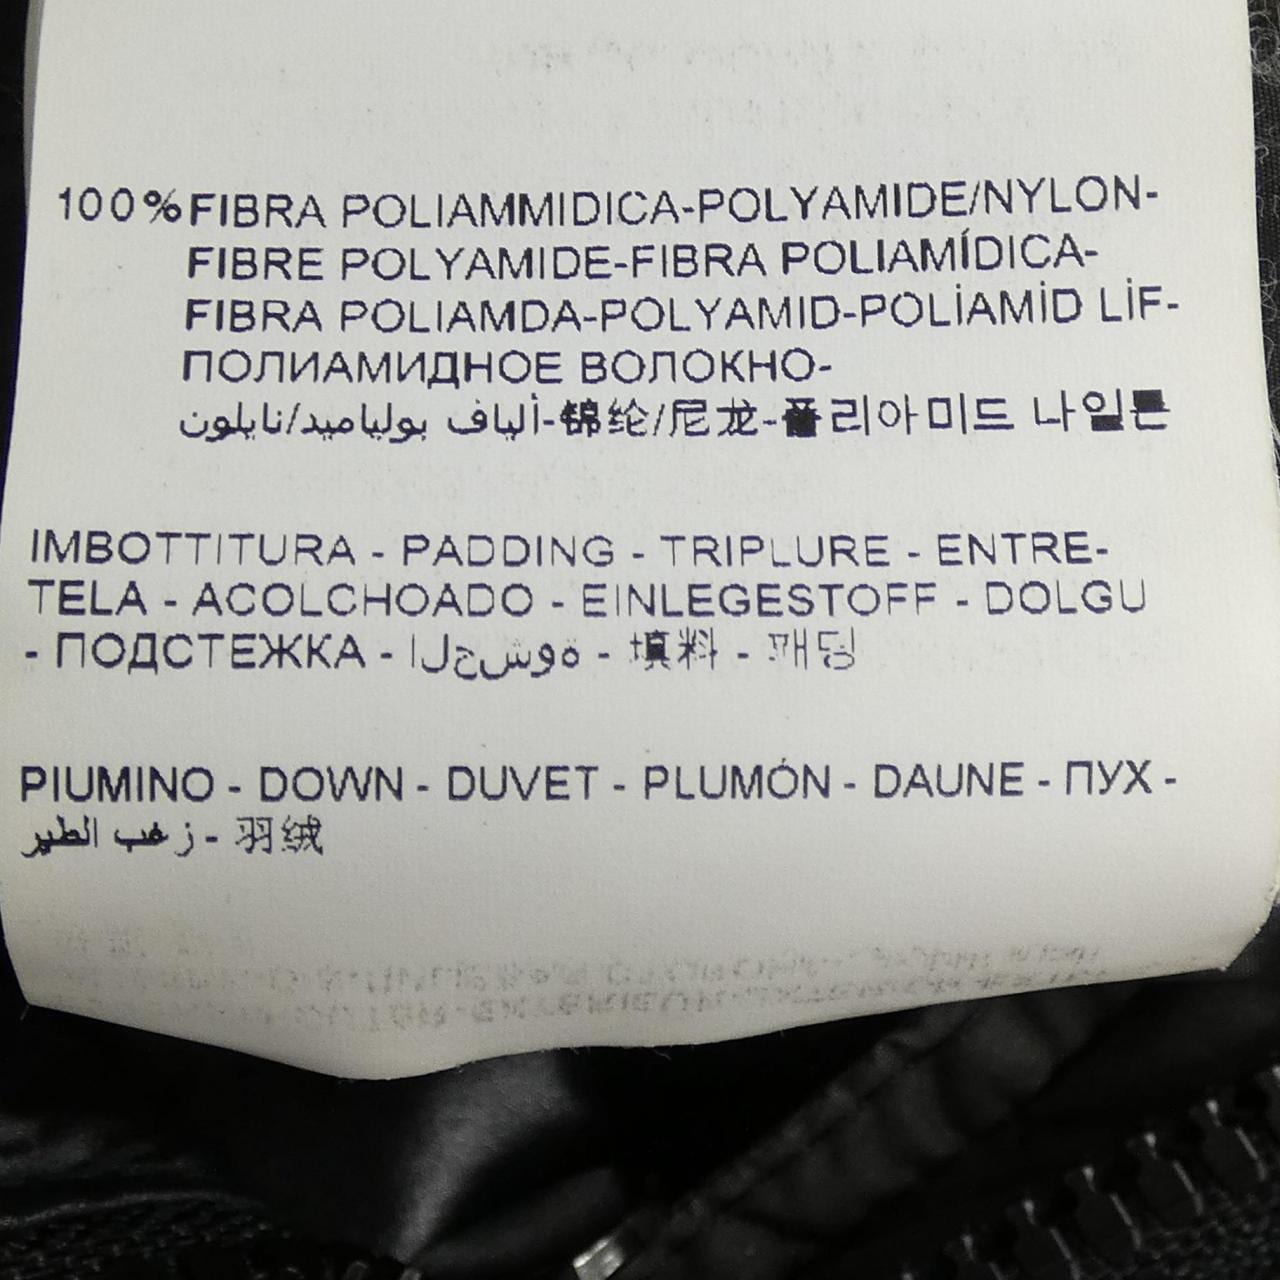 100% FIBRA POLIAMMIDICA-POLYAMIDE/NYLON-
FIBRE POLYAMIDE-FIBRA POLIAMÍDICA-
FIBRA POLIAMDA-POLYAMID-POLİAMİD LİF-
ПОЛИАМИДНОЕ ВОЛОКНО-
ألياف بولياميد/نايلون-锦纶/尼龙-폴리아미드 나일론
IMBOTTITURA - PADDING - TRIPLURE - ENTRE-
TELA - ACOLCHOADO - EINLEGESTOFF - DOLGU
- ПОДСТЕЖКА - الحشوة - 填料 - 패딩
PIUMINO - DOWN - DUVET - PLUMÓN - DAUNE - ПУХ -
زغب الطير - 羽绒